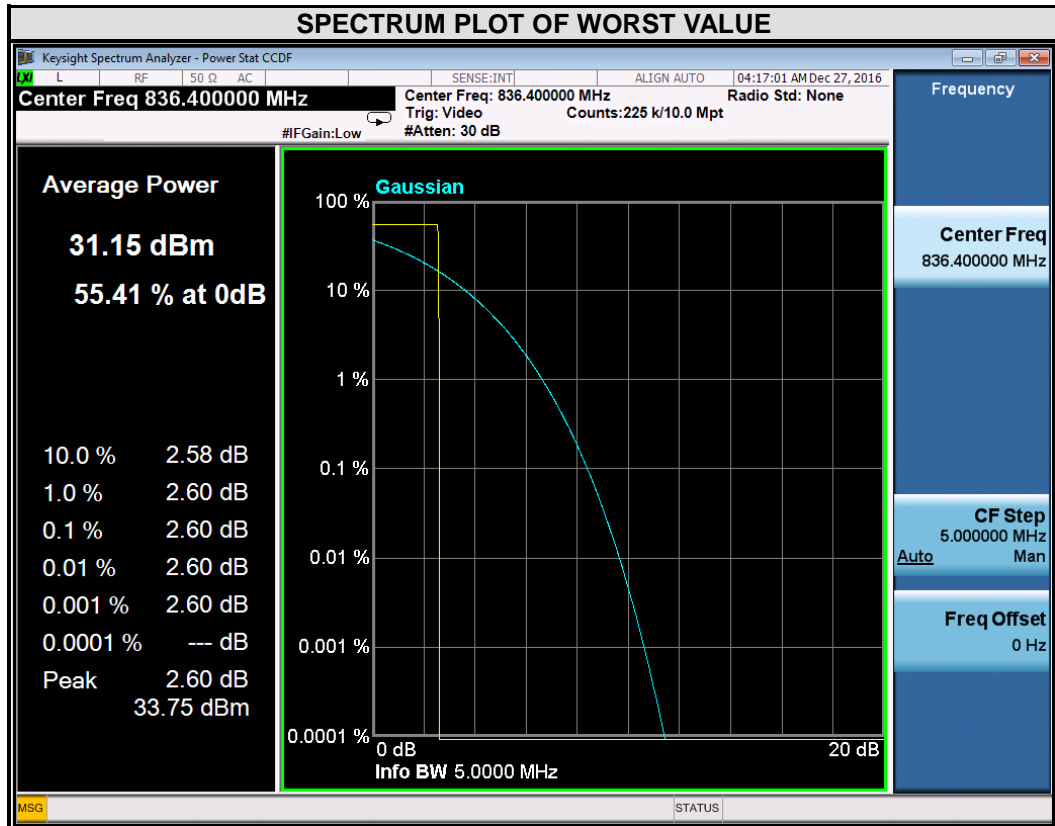 SPECTRUM PLOT OF WORST VALUE
Keysight Spectrum Analyzer - Power Stat CCDF
LXI L RF 50 Ω AC SENSE:INT ALIGN AUTO 04:17:01 AM Dec 27, 2016
Center Freq 836.400000 MHz
Center Freq: 836.400000 MHz Radio Std: None
Trig: Video Counts:225 k/10.0 Mpt
#IFGain:Low #Atten: 30 dB
Frequency
Average Power
31.15 dBm
55.41 % at 0dB
10.0 % 2.58 dB
1.0 % 2.60 dB
0.1 % 2.60 dB
0.01 % 2.60 dB
0.001 % 2.60 dB
0.0001 % --- dB
Peak 2.60 dB
33.75 dBm
Gaussian
100 %
10 %
1 %
0.1 %
0.01 %
0.001 %
0.0001 %
0 dB 20 dB
Info BW 5.0000 MHz
Center Freq
836.400000 MHz
CF Step
5.000000 MHz
Auto Man
Freq Offset
0 Hz
MSG STATUS